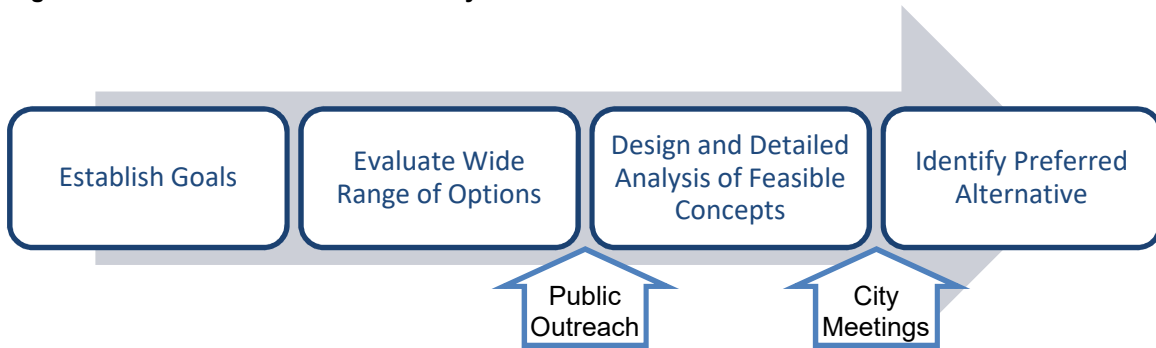 Establish Goals
Evaluate Wide
Range of Options
Design and Detailed
Analysis of Feasible
Concepts
Identify Preferred
Alternative
Public
Outreach
City
Meetings